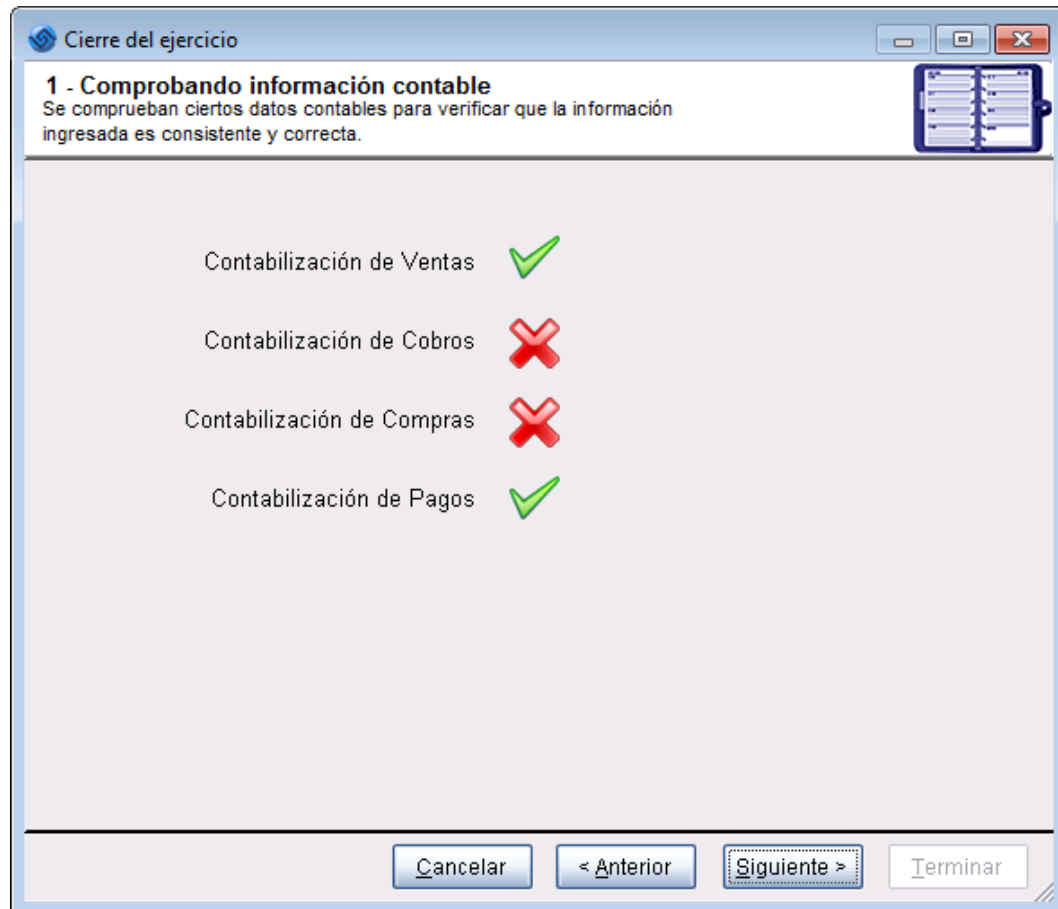 Cierre del ejercicio
1 - Comprobando información contable
Se comprueban ciertos datos contables para verificar que la información
ingresada es consistente y correcta.
Contabilización de Ventas
Contabilización de Cobros
Contabilización de Compras
Contabilización de Pagos
Cancelar < Anterior Siguiente > Terminar